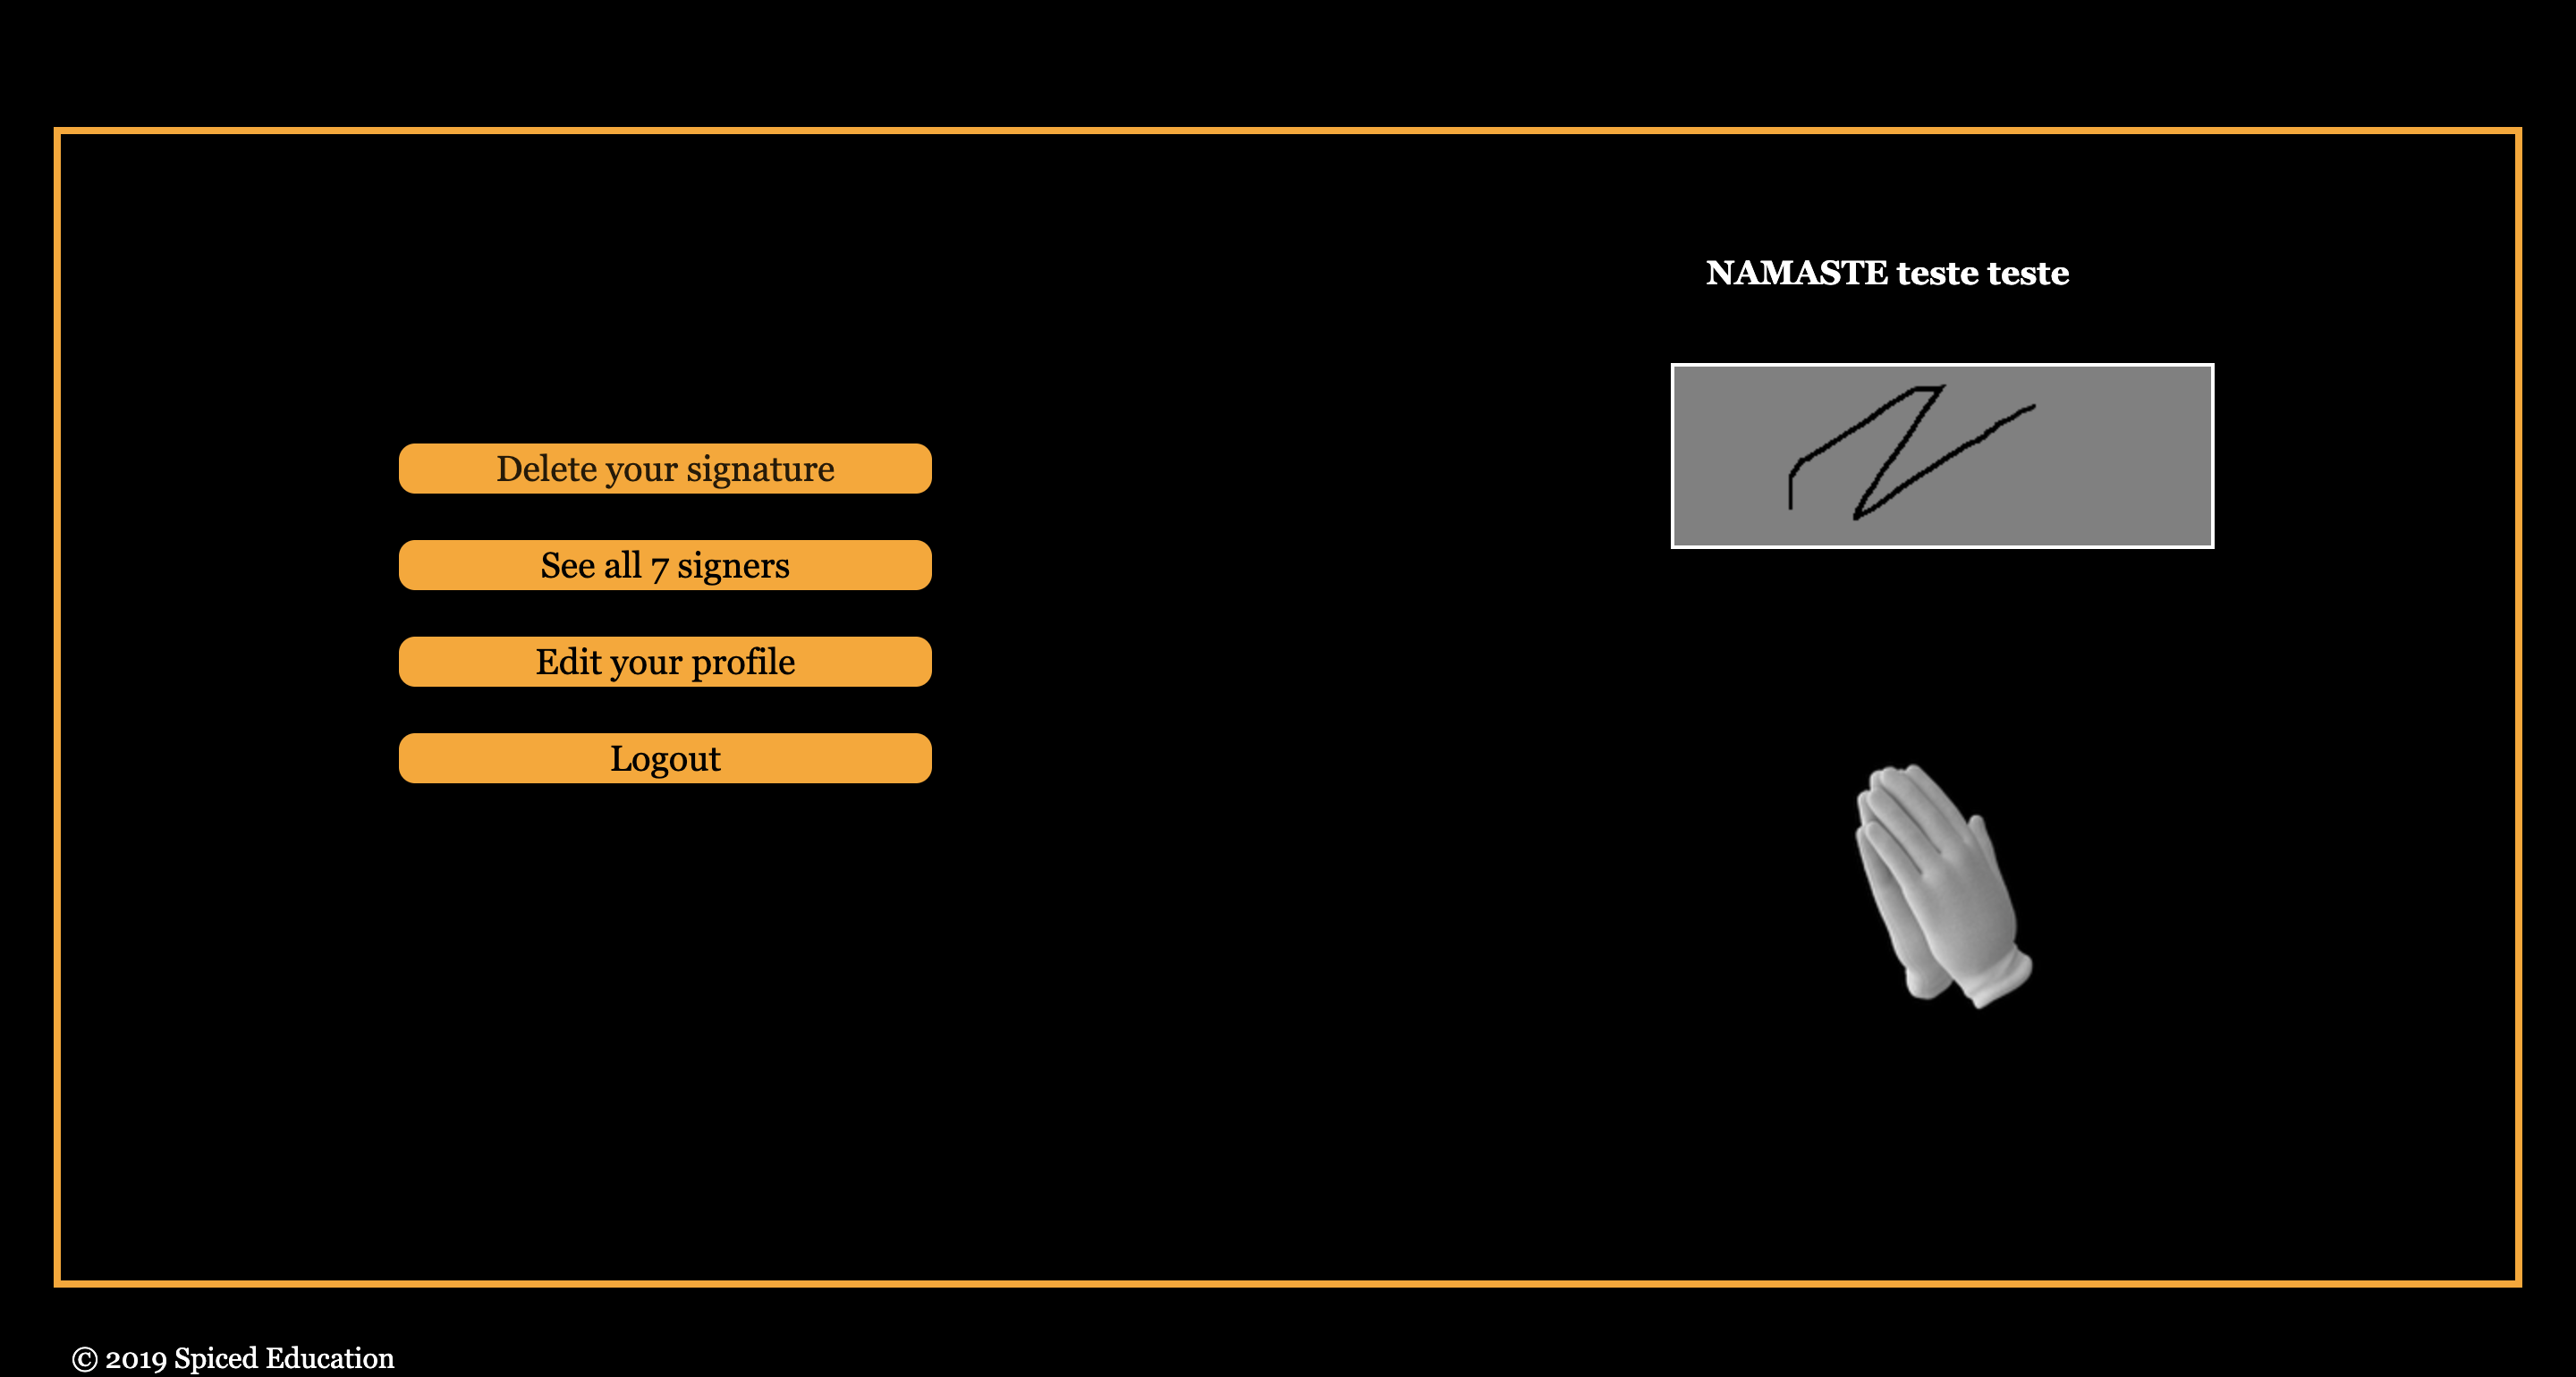 NAMASTE teste teste
Delete your signature
See all 7 signers
Edit your profile
Logout
© 2019 Spiced Education